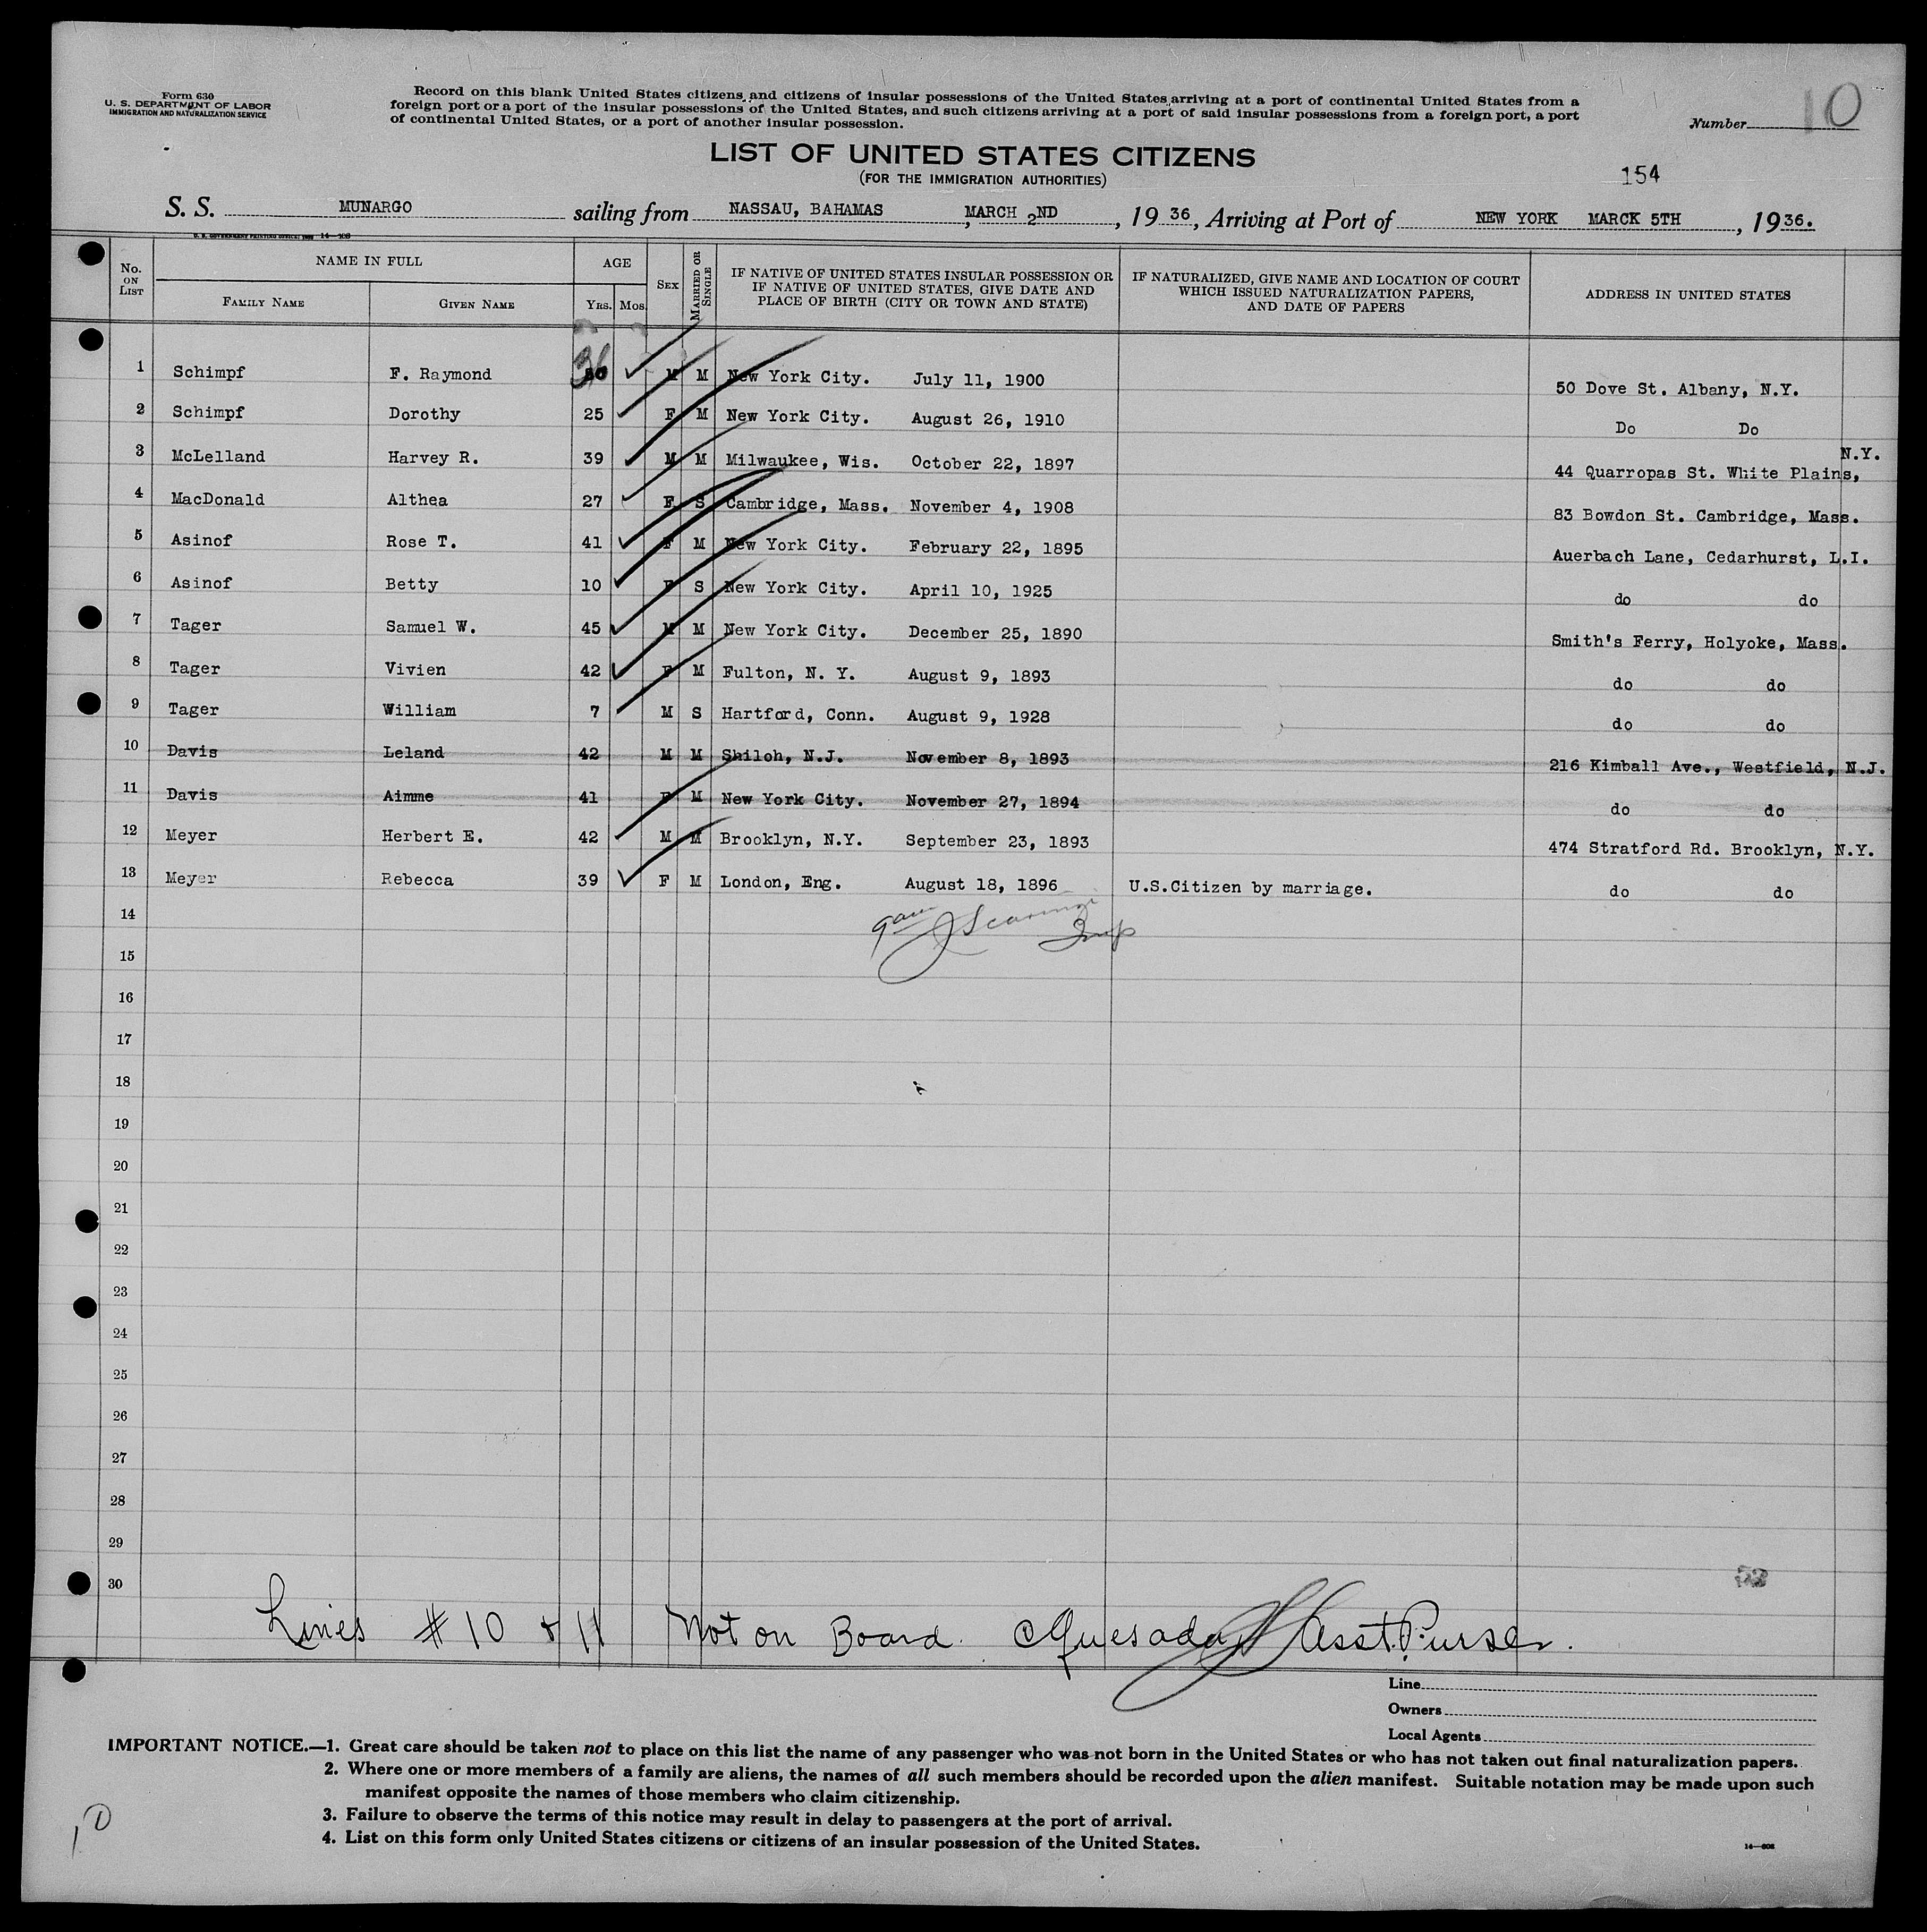 Form 630
U. S. DEPARTMENT OF LABOR
IMMIGRATION AND NATURALIZATION SERVICE
Record on this blank United States citizens and citizens of insular possessions of the United States arriving at a port of continental United States from a
foreign port or a port of the insular possessions of the United States, and such citizens arriving at a port of said insular possessions from a foreign port, a port
of continental United States, or a port of another insular possession.
Number 10
LIST OF UNITED STATES CITIZENS
(FOR THE IMMIGRATION AUTHORITIES)
154
S. S. MUNARGO sailing from NASSAU, BAHAMAS , MARCH 2ND , 1936, Arriving at Port of NEW YORK MARCK 5TH , 1936.
No. ON LIST NAME IN FULL AGE SEX MARRIED OR SINGLE IF NATIVE OF UNITED STATES INSULAR POSSESSION OR IF NATIVE OF UNITED STATES, GIVE DATE AND PLACE OF BIRTH (CITY OR TOWN AND STATE) IF NATURALIZED, GIVE NAME AND LOCATION OF COURT WHICH ISSUED NATURALIZATION PAPERS, AND DATE OF PAPERS ADDRESS IN UNITED STATES
FAMILY NAME GIVEN NAME YRS. MOS.
1 Schimpf F. Raymond 36 M M New York City. July 11, 1900 50 Dove St. Albany, N.Y.
2 Schimpf Dorothy 25 F M New York City. August 26, 1910 Do Do
3 McLelland Harvey R. 39 M M Milwaukee, Wis. October 22, 1897 44 Quarropas St. White Plains, N.Y.
4 MacDonald Althea 27 F S Cambridge, Mass. November 4, 1908 83 Bowdon St. Cambridge, Mass.
5 Asinof Rose T. 41 F M New York City. February 22, 1895 Auerbach Lane, Cedarhurst, L.I.
6 Asinof Betty 10 F S New York City. April 10, 1925 do do
7 Tager Samuel W. 45 M M New York City. December 25, 1890 Smith's Ferry, Holyoke, Mass.
8 Tager Vivien 42 F M Fulton, N. Y. August 9, 1893 do do
9 Tager William 7 M S Hartford, Conn. August 9, 1928 do do
10 Davis Leland 42 M M Shiloh, N.J. November 8, 1893 216 Kimball Ave., Westfield, N.J.
11 Davis Aimme 41 F M New York City. November 27, 1894 do do
12 Meyer Herbert E. 42 M M Brooklyn, N.Y. September 23, 1893 474 Stratford Rd. Brooklyn, N.Y.
13 Meyer Rebecca 39 F M London, Eng. August 18, 1896 U.S.Citizen by marriage. do do
14
15
16
17
18
19
20
21
22
23
24
25
26
27
28
29
30
Lines # 10 & 11 Not on Board. Quesada Asst. Purser.
Line
Owners
Local Agents
IMPORTANT NOTICE.—1. Great care should be taken not to place on this list the name of any passenger who was not born in the United States or who has not taken out final naturalization papers.
2. Where one or more members of a family are aliens, the names of all such members should be recorded upon the alien manifest. Suitable notation may be made upon such
manifest opposite the names of those members who claim citizenship.
3. Failure to observe the terms of this notice may result in delay to passengers at the port of arrival.
4. List on this form only United States citizens or citizens of an insular possession of the United States.
10